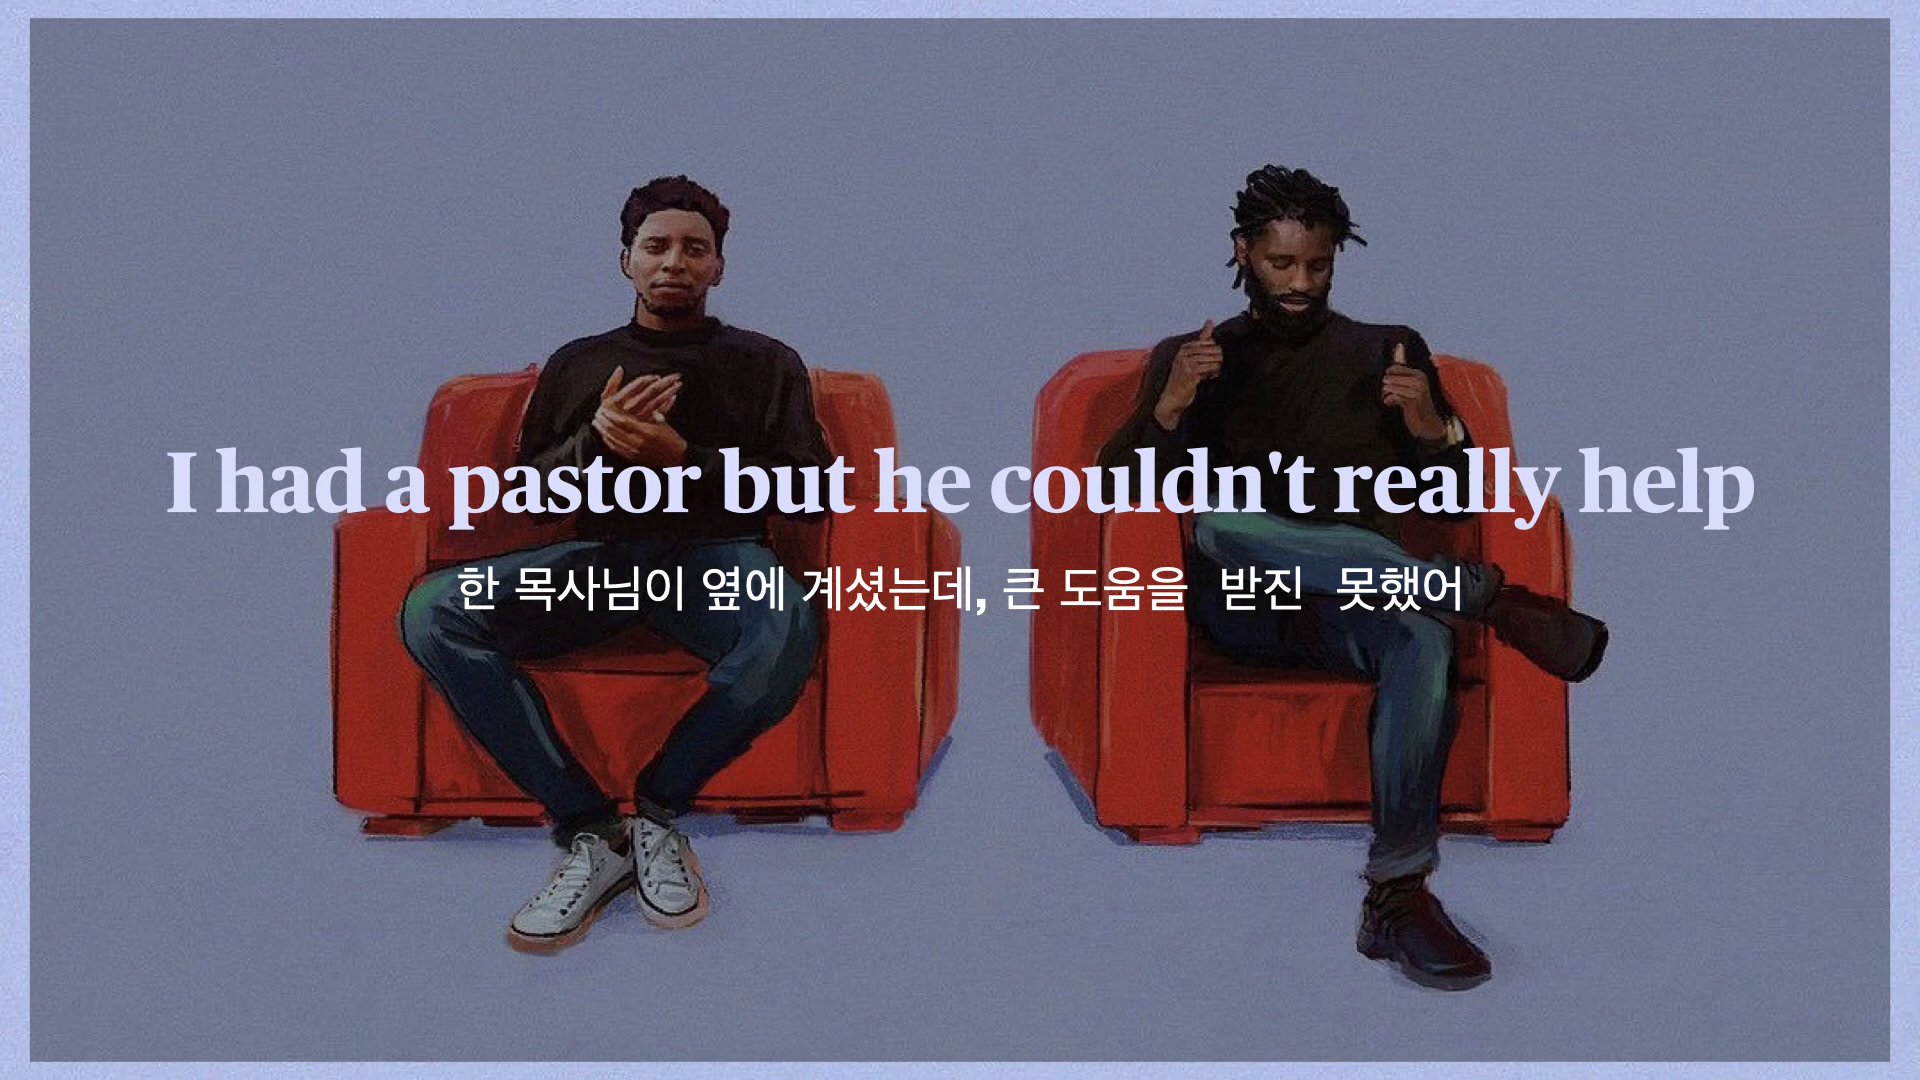 I had a pastor but he couldn't really help
한 목사님이 옆에 계셨는데, 큰 도움을 받진 못했어